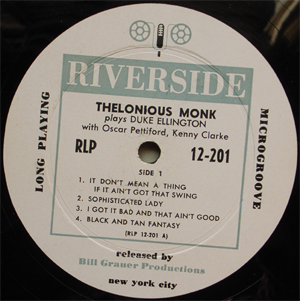 RIVERSIDE
LONG PLAYING
MICROGROOVE
THELONIOUS MONK
plays DUKE ELLINGTON
with Oscar Pettiford, Kenny Clarke
RLP 12-201
SIDE 1
1. IT DON'T MEAN A THING
IF IT AIN'T GOT THAT SWING
2. SOPHISTICATED LADY
3. I GOT IT BAD AND THAT AIN'T GOOD
4. BLACK AND TAN FANTASY
(RLP 12-201 A)
released by
Bill Grauer Productions
new york city